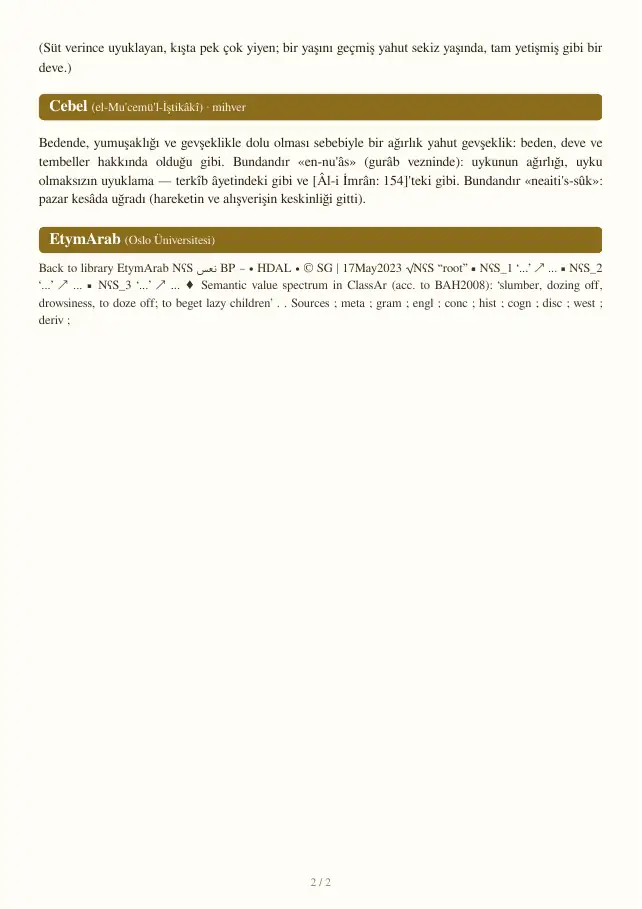 (Süt verince uyuklayan, kışta pek çok yiyen; bir yaşını geçmiş yahut sekiz yaşında, tam yetişmiş gibi bir
deve.)
Cebel (el-Mu'cemü'l-İştikâkî) · mihver
Bedende, yumuşaklığı ve gevşeklikle dolu olması sebebiyle bir ağırlık yahut gevşeklik: beden, deve ve
tembeller hakkında olduğu gibi. Bundandır «en-nu'âs» (gurâb vezninde): uykunun ağırlığı, uyku
olmaksızın uyuklama — terkîb âyetindeki gibi ve [Âl-i İmrân: 154]'teki gibi. Bundandır «neaiti's-sûk»:
pazar kesâda uğradı (hareketin ve alışverişin keskinliği gitti).
EtymArab (Oslo Üniversitesi)
Back to library EtymArab NʕS نعس BP – • HDAL • © SG | 17May2023 √NʕS “root” ▪ NʕS_1 ‘...’ ↗ ... ▪ NʕS_2
‘...’ ↗ ... ▪ NʕS_3 ‘...’ ↗ ... ♦ Semantic value spectrum in ClassAr (acc. to BAH2008): ‘slumber, dozing off,
drowsiness, to doze off; to beget lazy children’ . . Sources ; meta ; gram ; engl ; conc ; hist ; cogn ; disc ; west ;
deriv ;
2 / 2